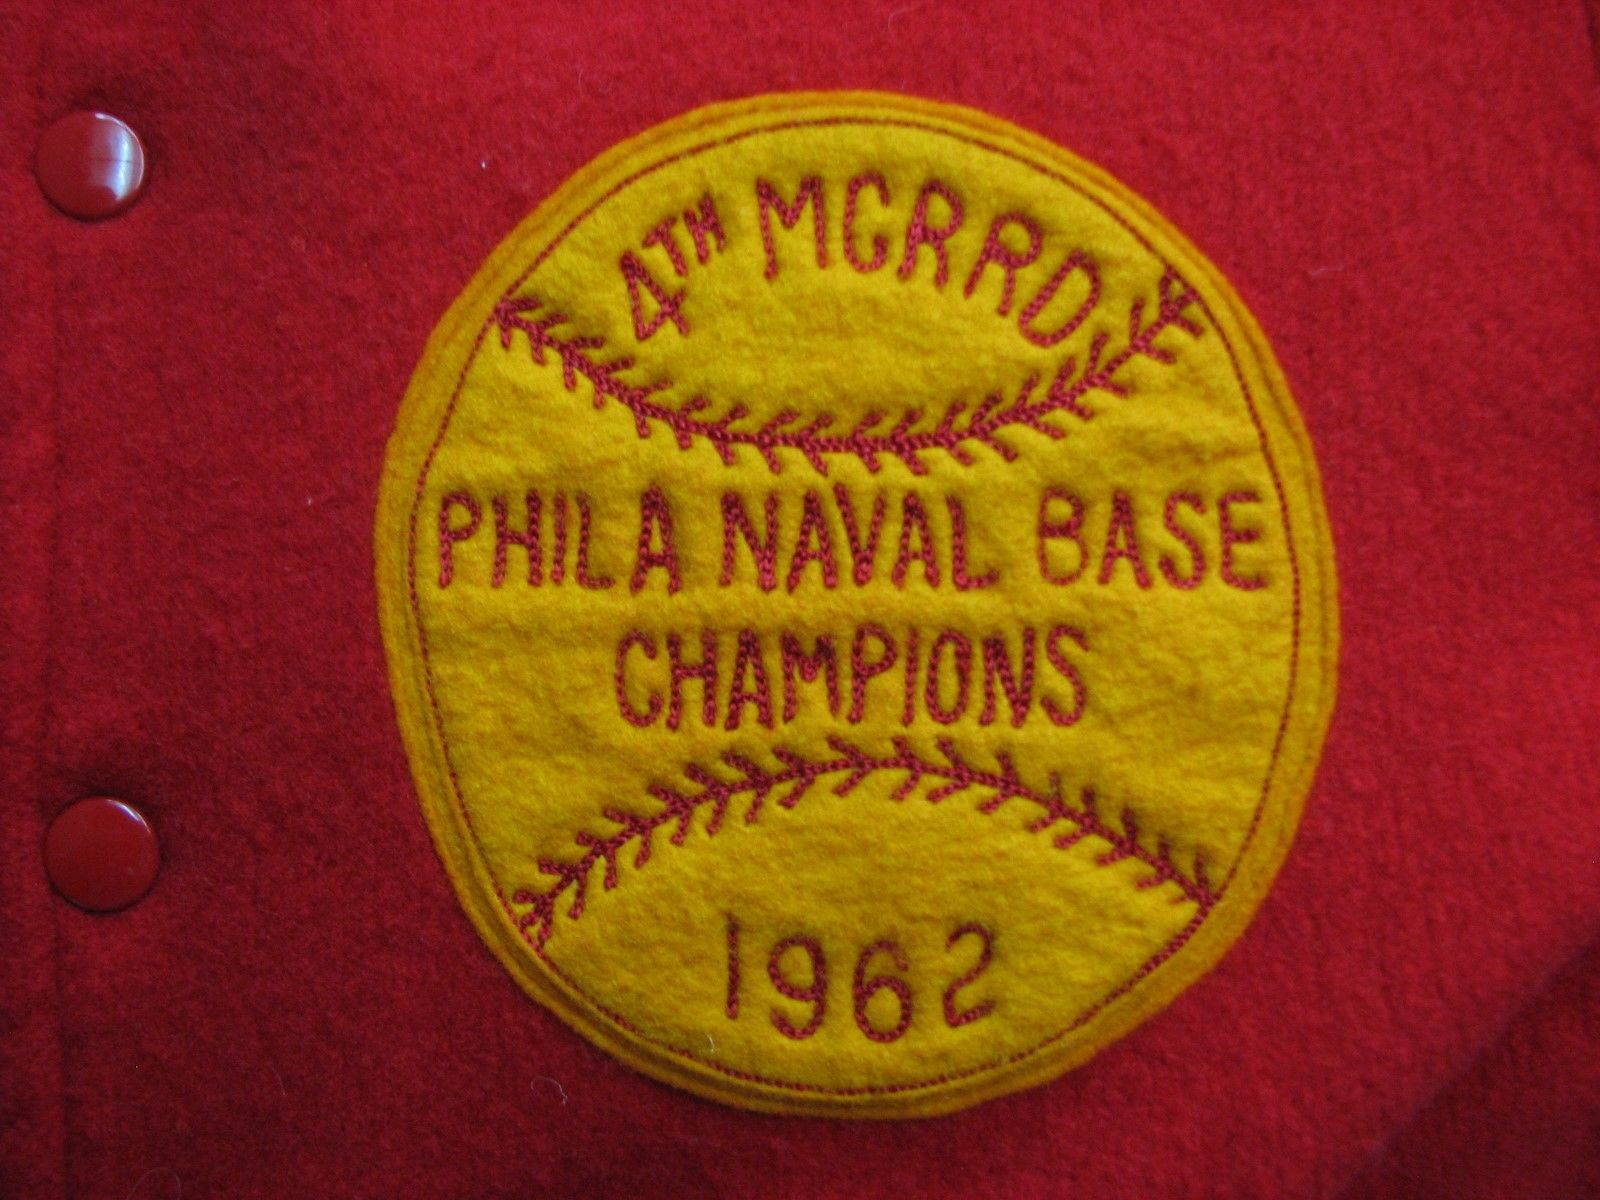 4TH MCRRD
PHILA NAVAL BASE
CHAMPIONS
1962